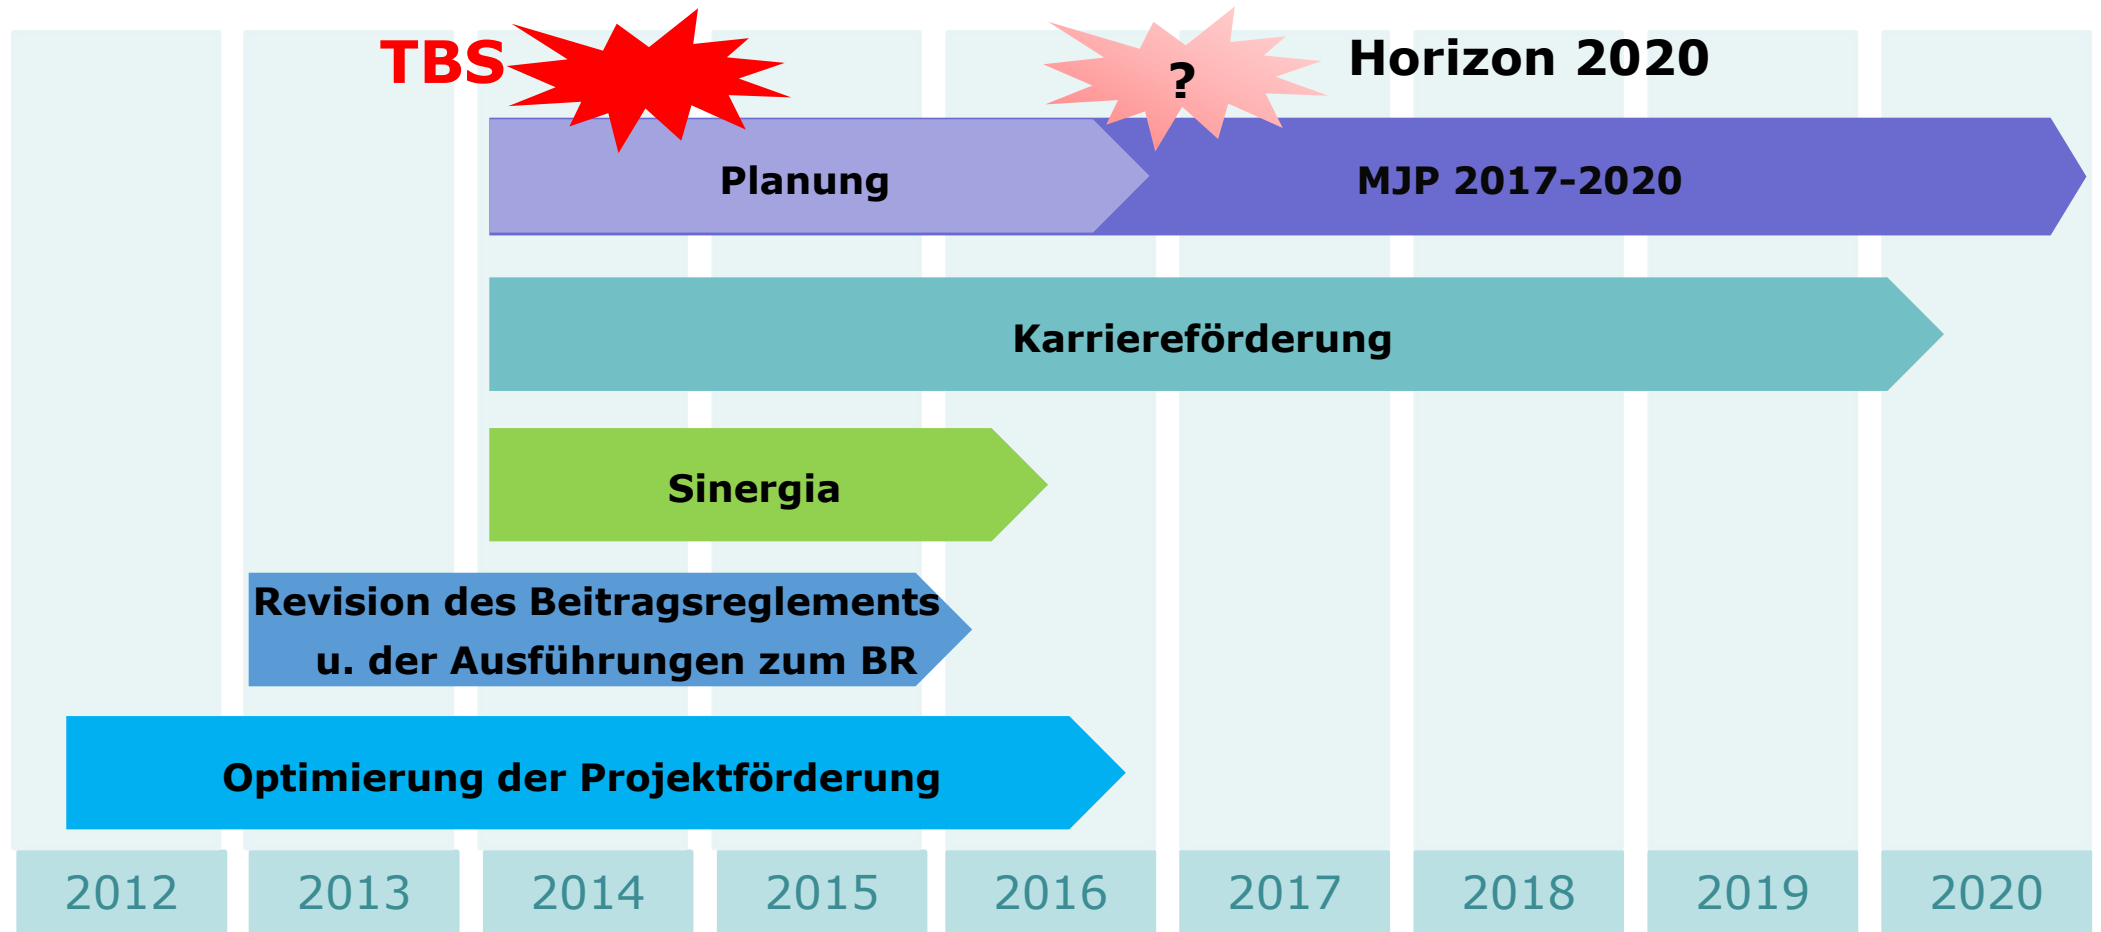 TBS
?
Horizon 2020
Planung
MJP 2017-2020
Karriereförderung
Sinergia
Revision des Beitragsreglements
u. der Ausführungen zum BR
Optimierung der Projektförderung
2012
2013
2014
2015
2016
2017
2018
2019
2020